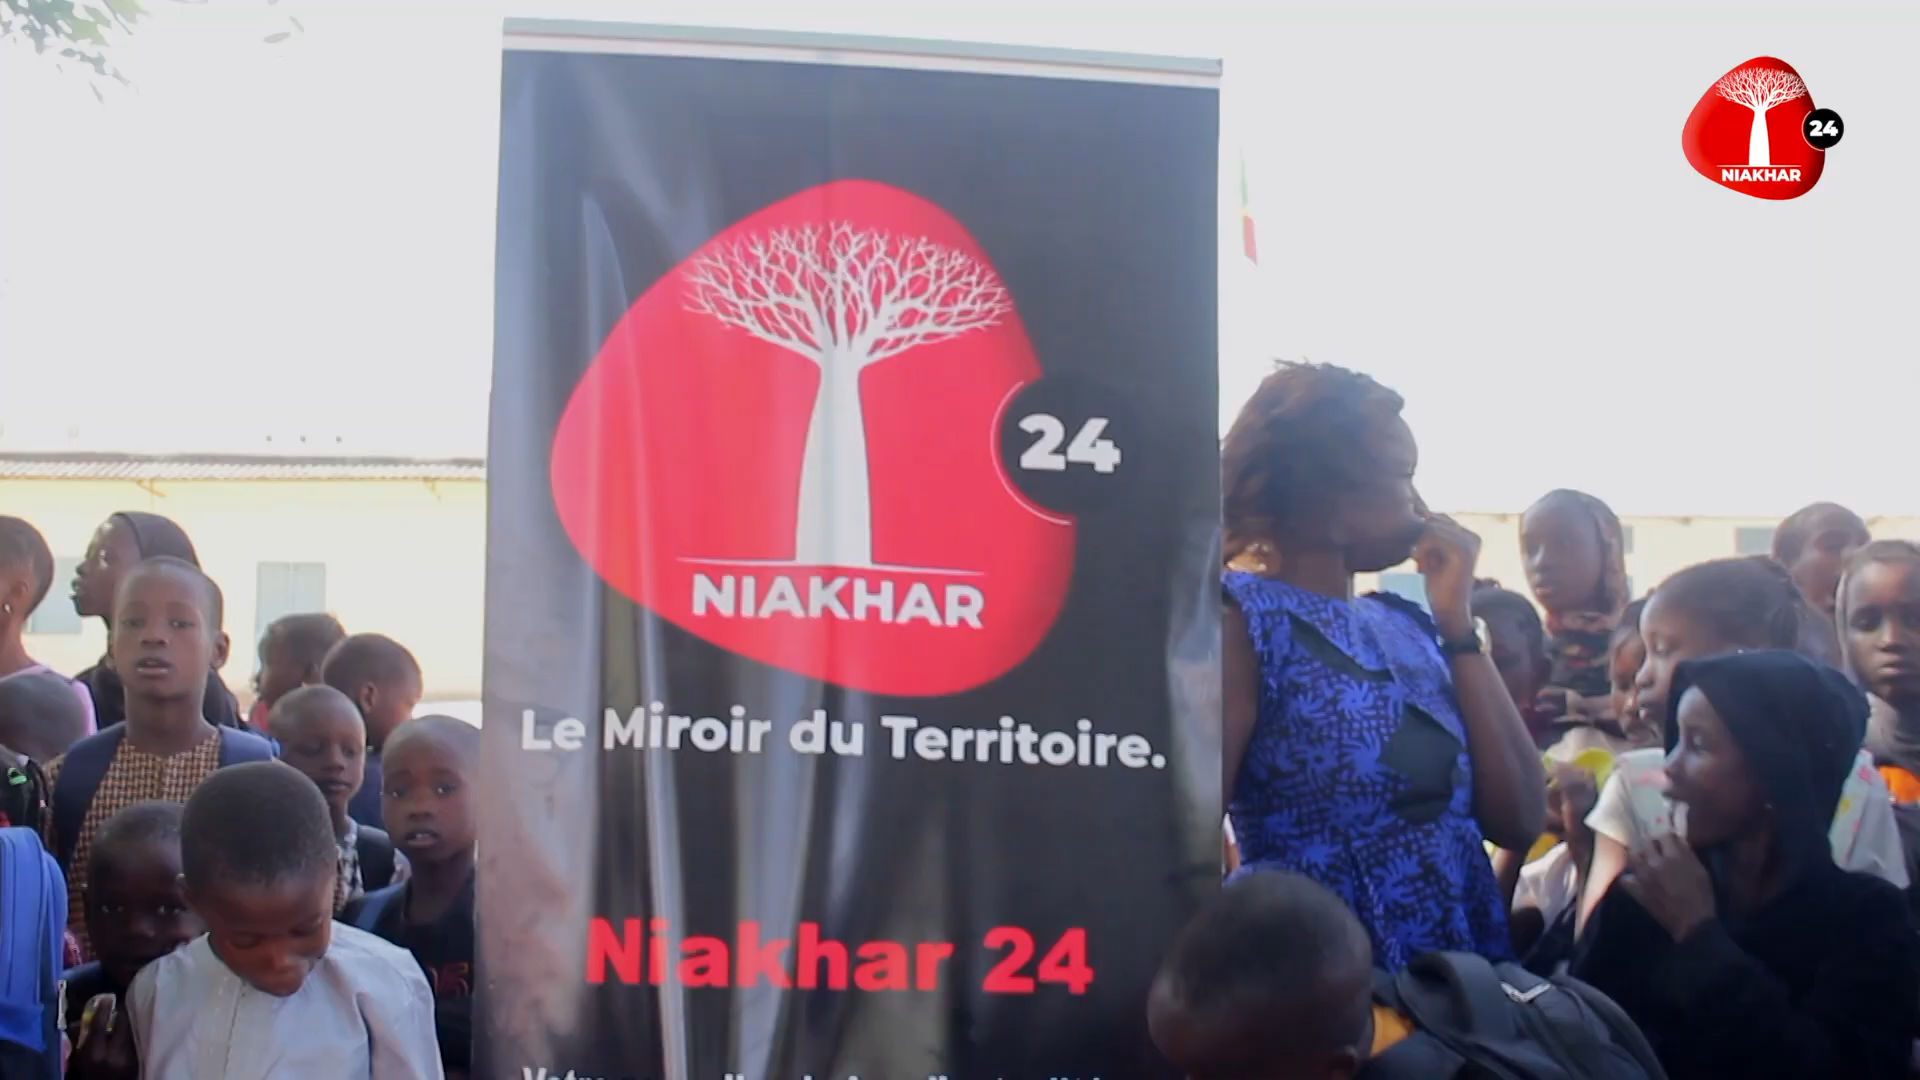 24
NIAKHAR
24
NIAKHAR
Le Miroir du Territoire.
Niakhar 24